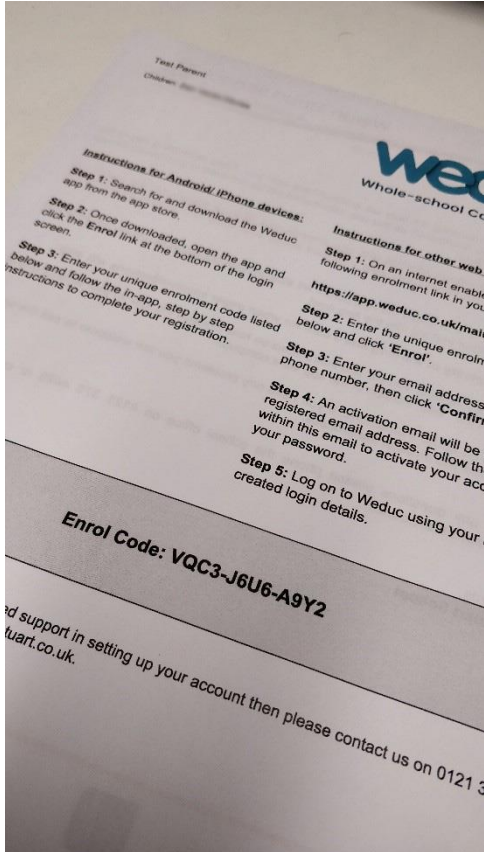 Test Parent
Children:
wed
Whole-school Co
Instructions for Android/ iPhone devices:
Step 1: Search for and download the Weduc
app from the app store.
Step 2: Once downloaded, open the app and
click the Enrol link at the bottom of the login
screen.
Step 3: Enter your unique enrolment code listed
below and follow the in-app, step by step
instructions to complete your registration.
Instructions for other web
Step 1: On an internet enable
following enrolment link in you
https://app.weduc.co.uk/mai
Step 2: Enter the unique enrolm
below and click 'Enrol'.
Step 3: Enter your email address
phone number, then click 'Confir
Step 4: An activation email will be
registered email address. Follow th
within this email to activate your acc
your password.
Step 5: Log on to Weduc using your
created login details.
Enrol Code: VQC3-J6U6-A9Y2
ed support in setting up your account then please contact us on 0121 3
tuart.co.uk.